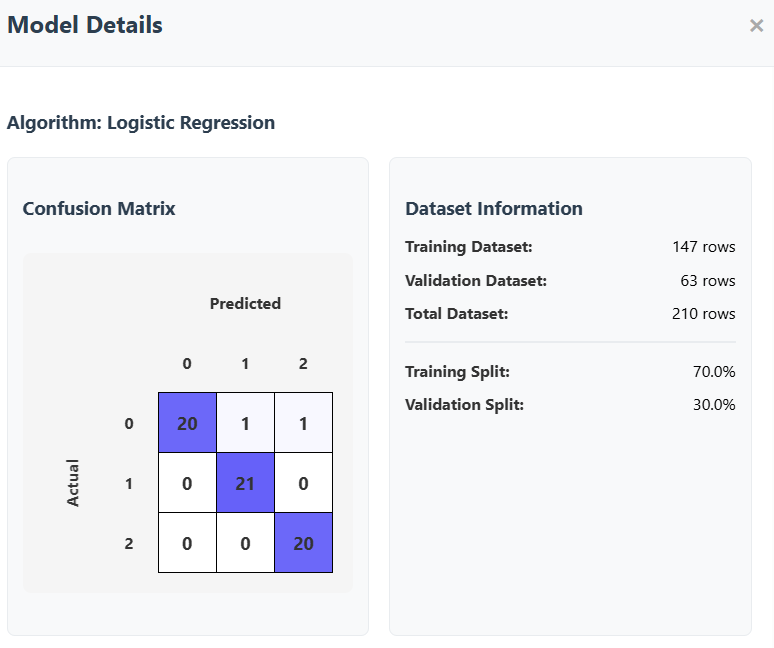 Model Details ×
Algorithm: Logistic Regression
Confusion Matrix
Predicted
0 1 2
0 20 1 1
Actual
1 0 21 0
2 0 0 20
Dataset Information
Training Dataset: 147 rows
Validation Dataset: 63 rows
Total Dataset: 210 rows
Training Split: 70.0%
Validation Split: 30.0%